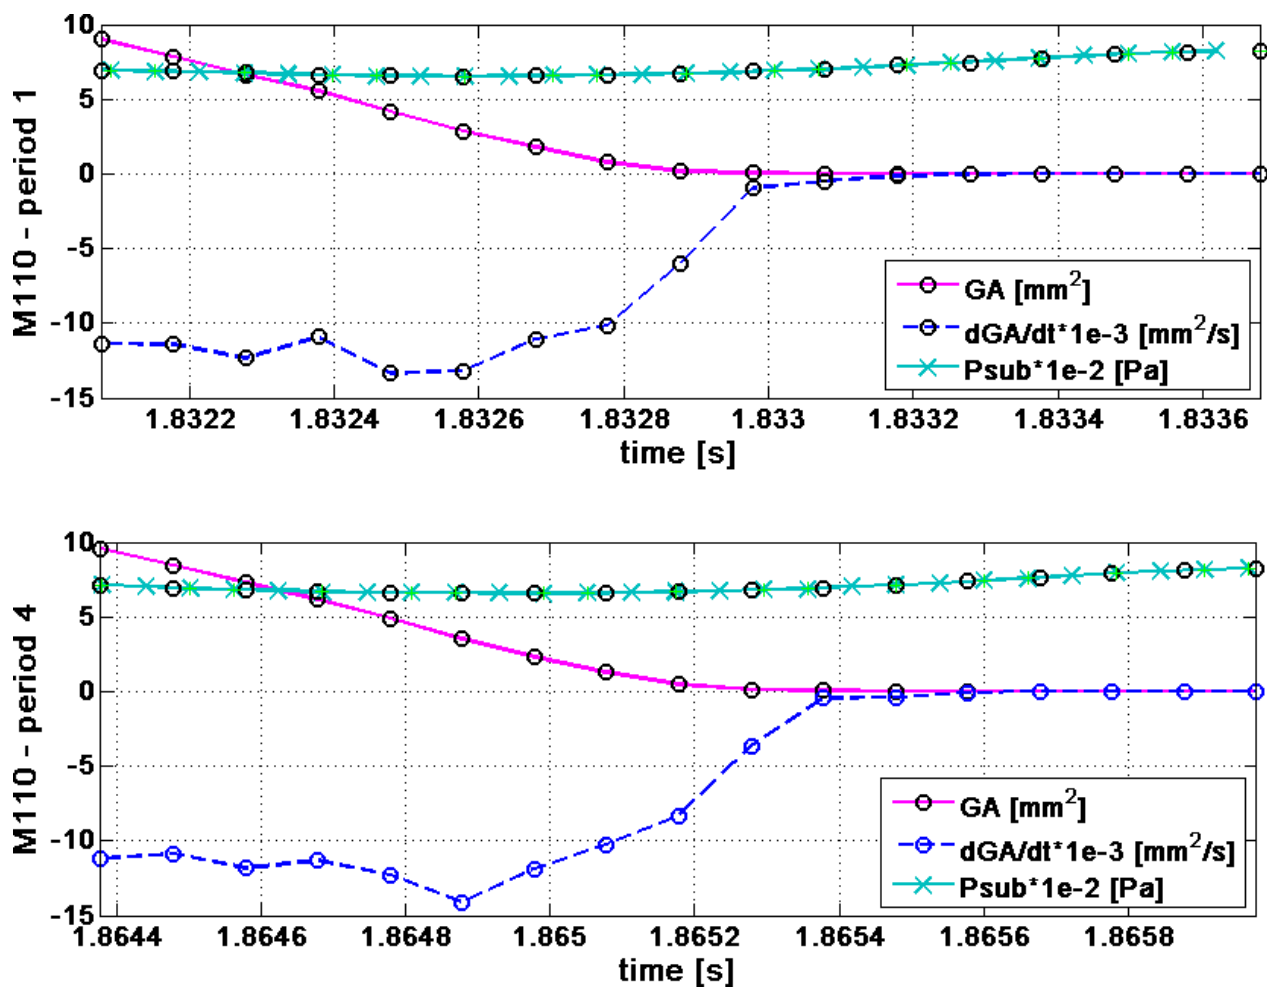 M110 - period 1
10
5
0
-5
-10
-15
GA [mm²]
dGA/dt*1e-3 [mm²/s]
Psub*1e-2 [Pa]
1.8322 1.8324 1.8326 1.8328 1.833 1.8332 1.8334 1.8336
time [s]
M110 - period 4
10
5
0
-5
-10
-15
GA [mm²]
dGA/dt*1e-3 [mm²/s]
Psub*1e-2 [Pa]
1.8644 1.8646 1.8648 1.865 1.8652 1.8654 1.8656 1.8658
time [s]